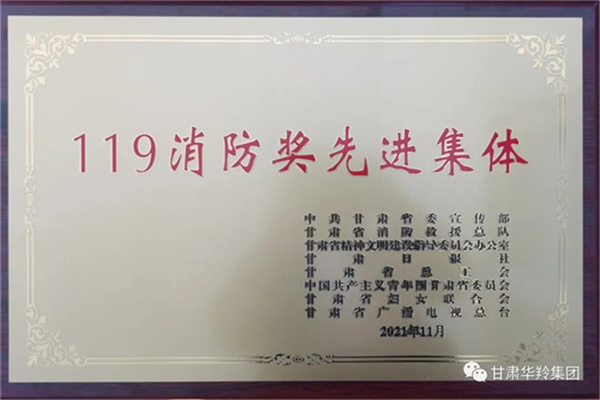 119消防奖先进集体
中共甘肃省委宣传部
甘肃省消防救援总队
甘肃省精神文明建设指导委员会办公室
甘肃日报社
甘肃省总工会
中国共产主义青年团甘肃省委员会
甘肃省妇女联合会
甘肃省广播电视总台
2021年11月
甘肃华羚集团